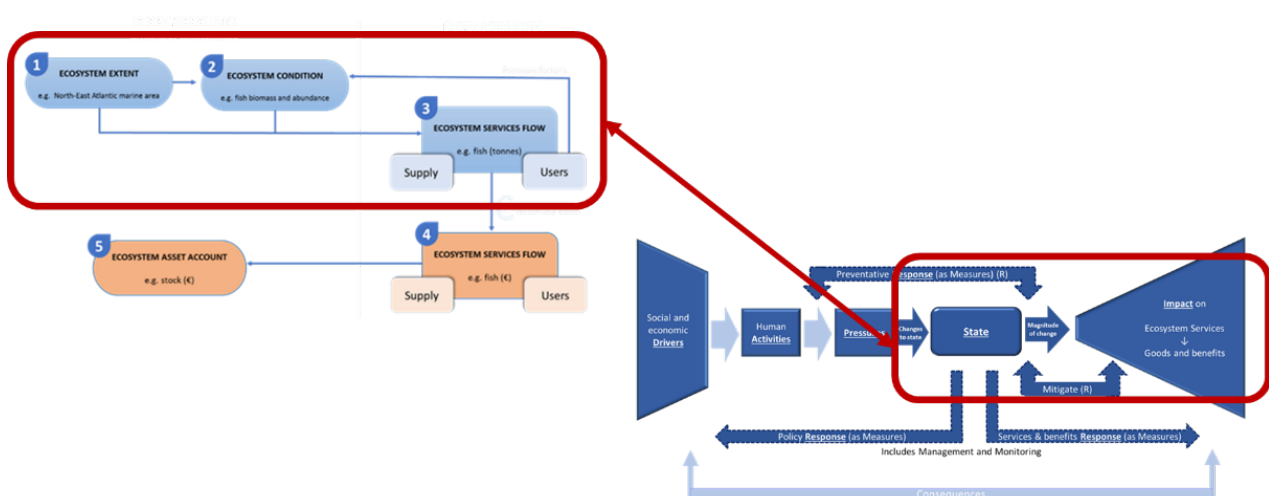 1
ECOSYSTEM EXTENT
e.g. North-East Atlantic marine area
2
ECOSYSTEM CONDITION
e.g. fish biomass and abundance
3
ECOSYSTEM SERVICES FLOW
e.g. fish (tonnes)
Supply
Users
4
ECOSYSTEM SERVICES FLOW
e.g. fish (€)
Supply
Users
5
ECOSYSTEM ASSET ACCOUNT
e.g. stock (€)
Preventative Response (as Measures) (R)
Social and
economic
Drivers
Human
Activities
Pressures
Changes
to state
State
Magnitude
of change
Impact on
Ecosystem Services
↓
Goods and benefits
Mitigate (R)
Policy Response (as Measures)
Services & benefits Response (as Measures)
Includes Management and Monitoring
Consequences